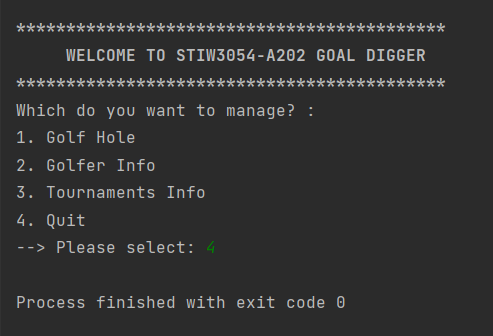 *******************************************
WELCOME TO STIW3054-A202 GOAL DIGGER
*******************************************
Which do you want to manage? :
1. Golf Hole
2. Golfer Info
3. Tournaments Info
4. Quit
--> Please select: 4
Process finished with exit code 0